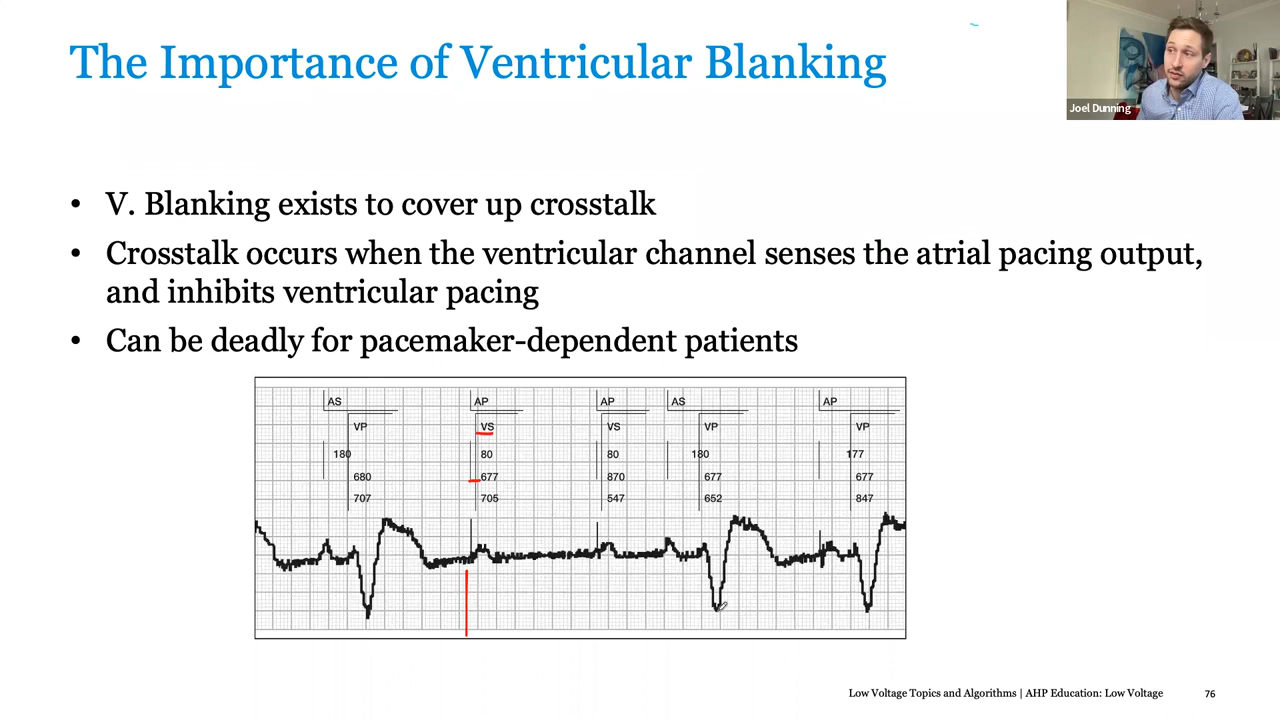 The Importance of Ventricular Blanking
Joel Dunning
• V. Blanking exists to cover up crosstalk
• Crosstalk occurs when the ventricular channel senses the atrial pacing output,
and inhibits ventricular pacing
• Can be deadly for pacemaker-dependent patients
AS AP AP AS AP
VP VS VS VP VP
180 80 80 180 177
680 677 870 677 677
707 705 547 652 847
Low Voltage Topics and Algorithms | AHP Education: Low Voltage 76